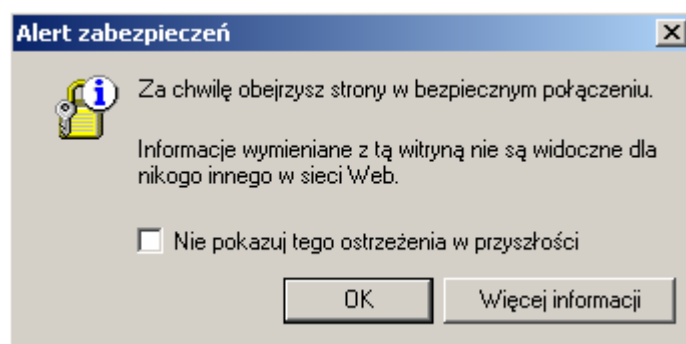 Alert zabezpieczeń
Za chwilę obejrzysz strony w bezpiecznym połączeniu.
Informacje wymieniane z tą witryną nie są widoczne dla
nikogo innego w sieci Web.
Nie pokazuj tego ostrzeżenia w przyszłości
OK
Więcej informacji